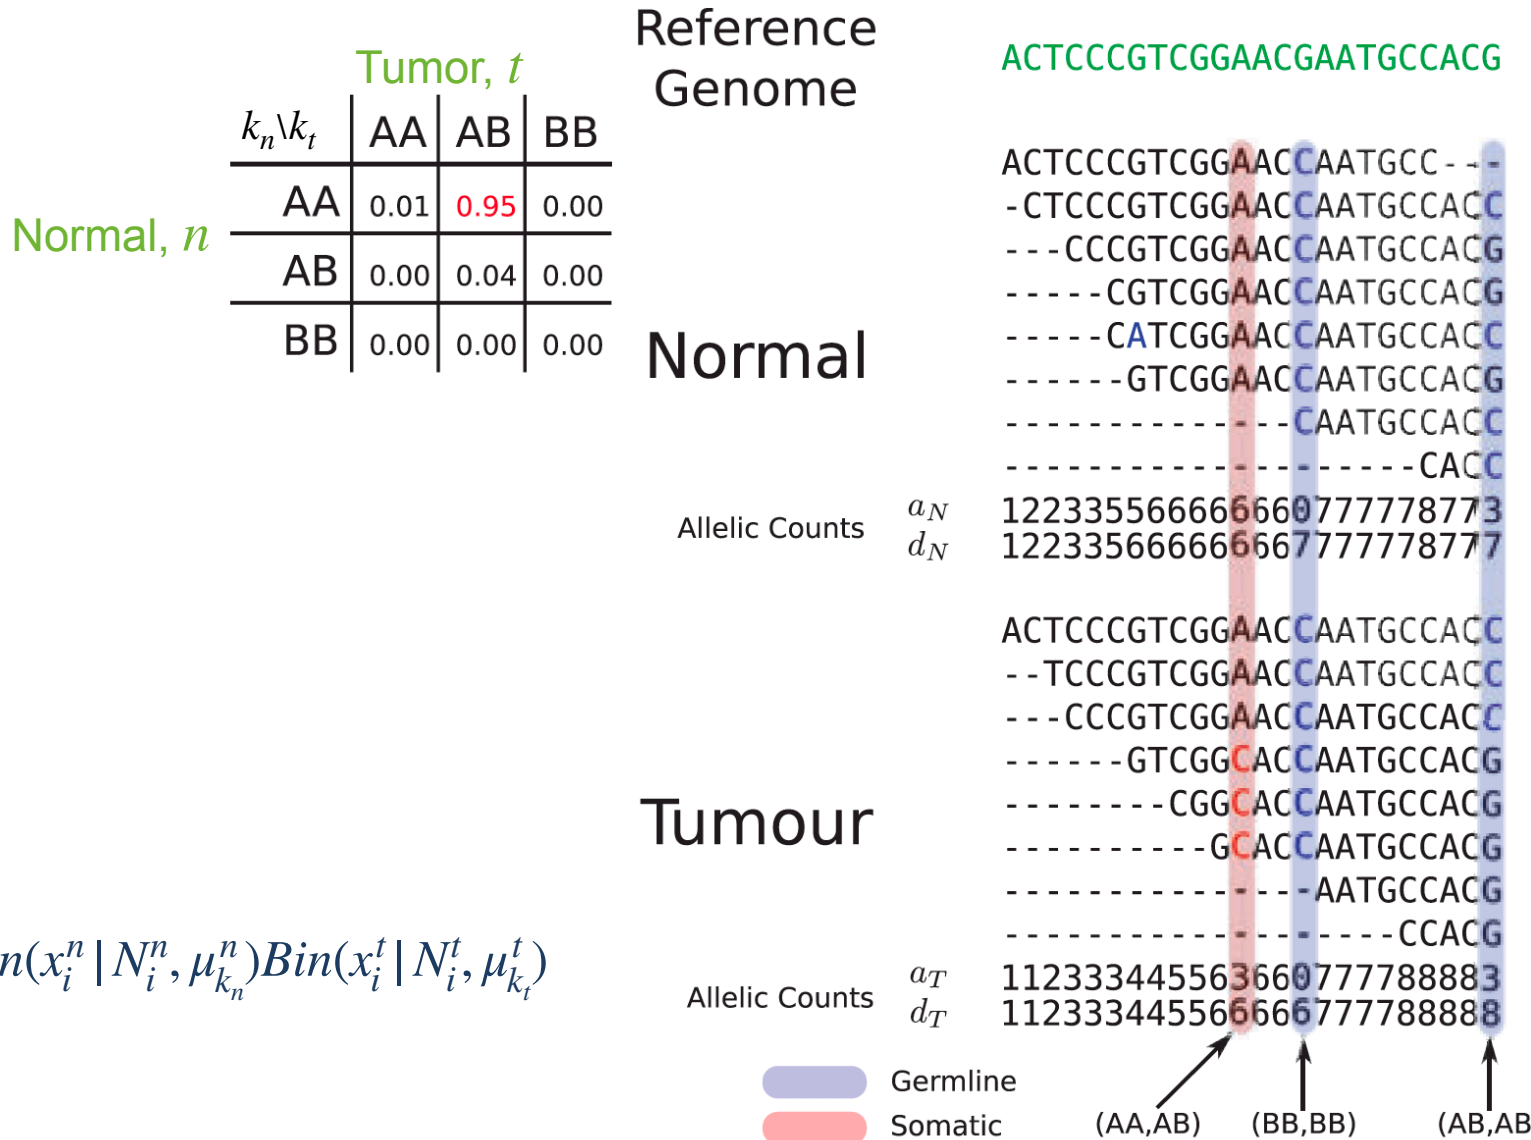 Tumor, t
k_n\k_t AA AB BB
AA 0.01 0.95 0.00
AB 0.00 0.04 0.00
BB 0.00 0.00 0.00
Normal, n
n(x_i^n | N_i^n, μ_{k_n}^n)Bin(x_i^t | N_i^t, μ_{k_t}^t)
Reference
Genome
ACTCCCGTCGGAACGAATGCCACG
Normal
ACTCCCGTCGGAACCAATGCC---
-CTCCCGTCGGAACCAATGCCACC
---CCCGTCGGAACCAATGCCACG
-----CGTCGGAACCAATGCCACG
-----CATCGGAACCAATGCCACC
------GTCGGAACCAATGCCACG
--------------CAATGCCACC
--------------------CACC
Allelic Counts
a_N 122335566666660777778773
d_N 122335666666667777778777
Tumour
ACTCCCGTCGGAACCAATGCCACC
--TCCCGTCGGAACCAATGCCACC
---CCCGTCGGAACCAATGCCACC
------GTCGGCACCAATGCCACG
--------CGGCACCAATGCCACG
----------GCACCAATGCCACG
---------------AATGCCACG
-------------------CCACG
Allelic Counts
a_T 112333445563660777788883
d_T 112333445566666777788888
Germline
Somatic
(AA,AB) (BB,BB) (AB,AB